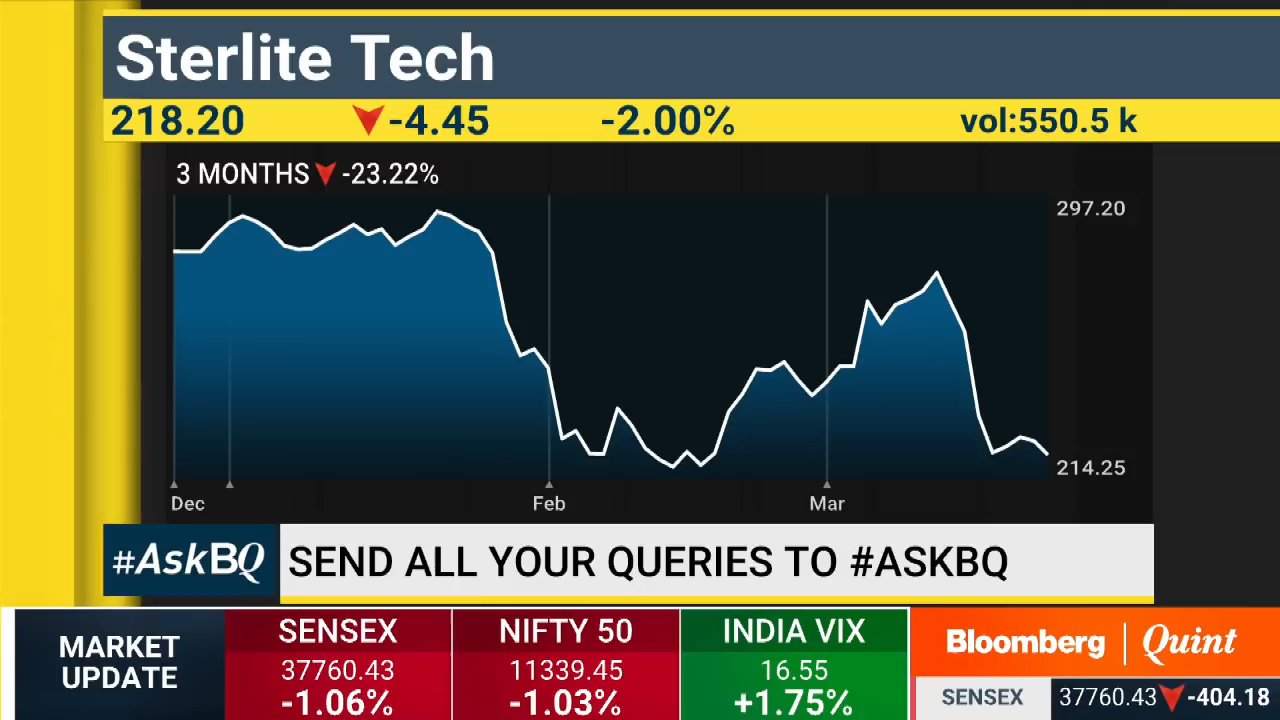 Sterlite Tech
218.20 -4.45 -2.00% vol:550.5 k
3 MONTHS -23.22%
297.20
214.25
Dec Feb Mar
#AskBQ SEND ALL YOUR QUERIES TO #ASKBQ
MARKET UPDATE
SENSEX
37760.43
-1.06%
NIFTY 50
11339.45
-1.03%
INDIA VIX
16.55
+1.75%
Bloomberg | Quint
SENSEX 37760.43 -404.18